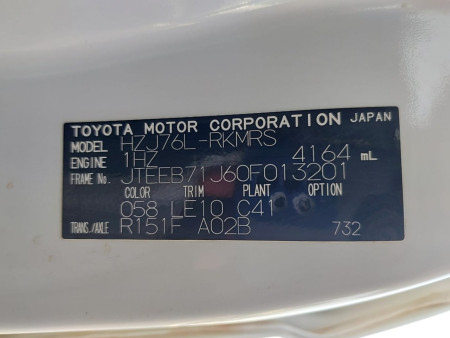 TOYOTA MOTOR CORPORATION JAPAN
MODEL HZJ76L-RKMRS
ENGINE 1HZ 4164 mL
FRAME No. JTEEB71J60F013201
COLOR TRIM PLANT OPTION
058 LE10 C41
TRANS./AXLE R151F A02B 732